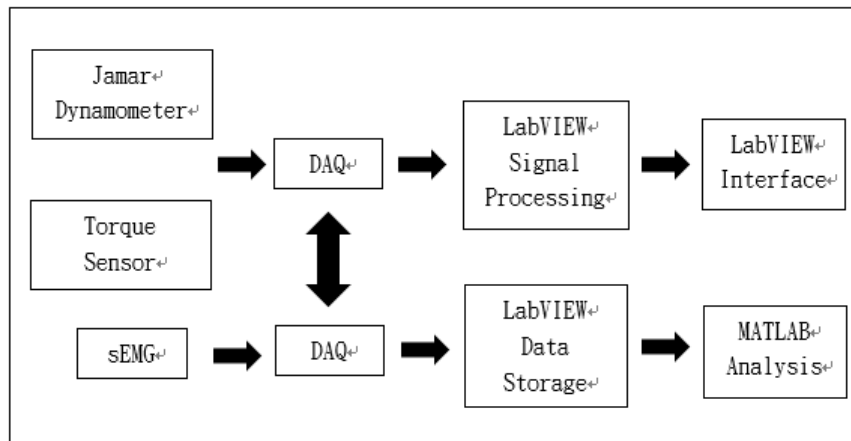 Jamar
Dynamometer
DAQ
LabVIEW
Signal
Processing
LabVIEW
Interface
Torque
Sensor
sEMG
DAQ
LabVIEW
Data
Storage
MATLAB
Analysis